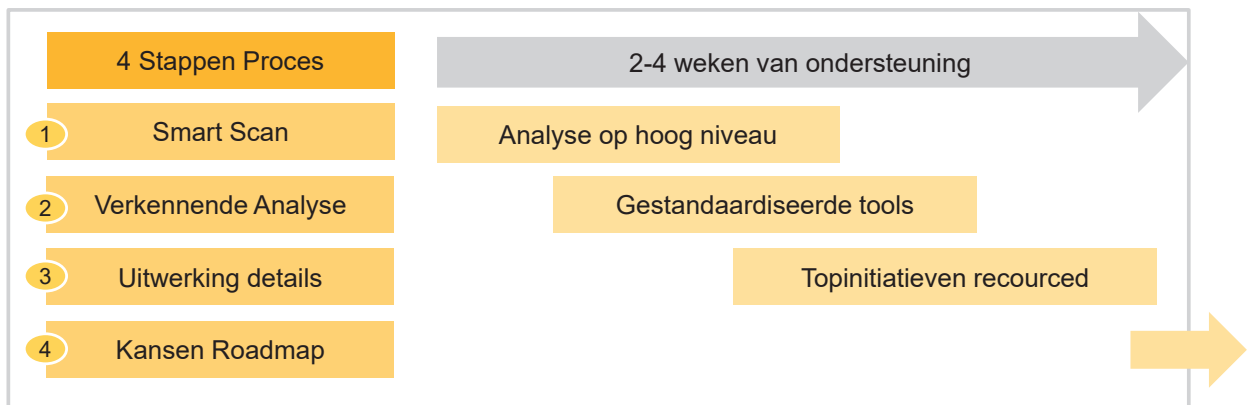 4 Stappen Proces
2-4 weken van ondersteuning
1
Smart Scan
Analyse op hoog niveau
2
Verkennende Analyse
Gestandaardiseerde tools
3
Uitwerking details
Topinitiatieven recourced
4
Kansen Roadmap